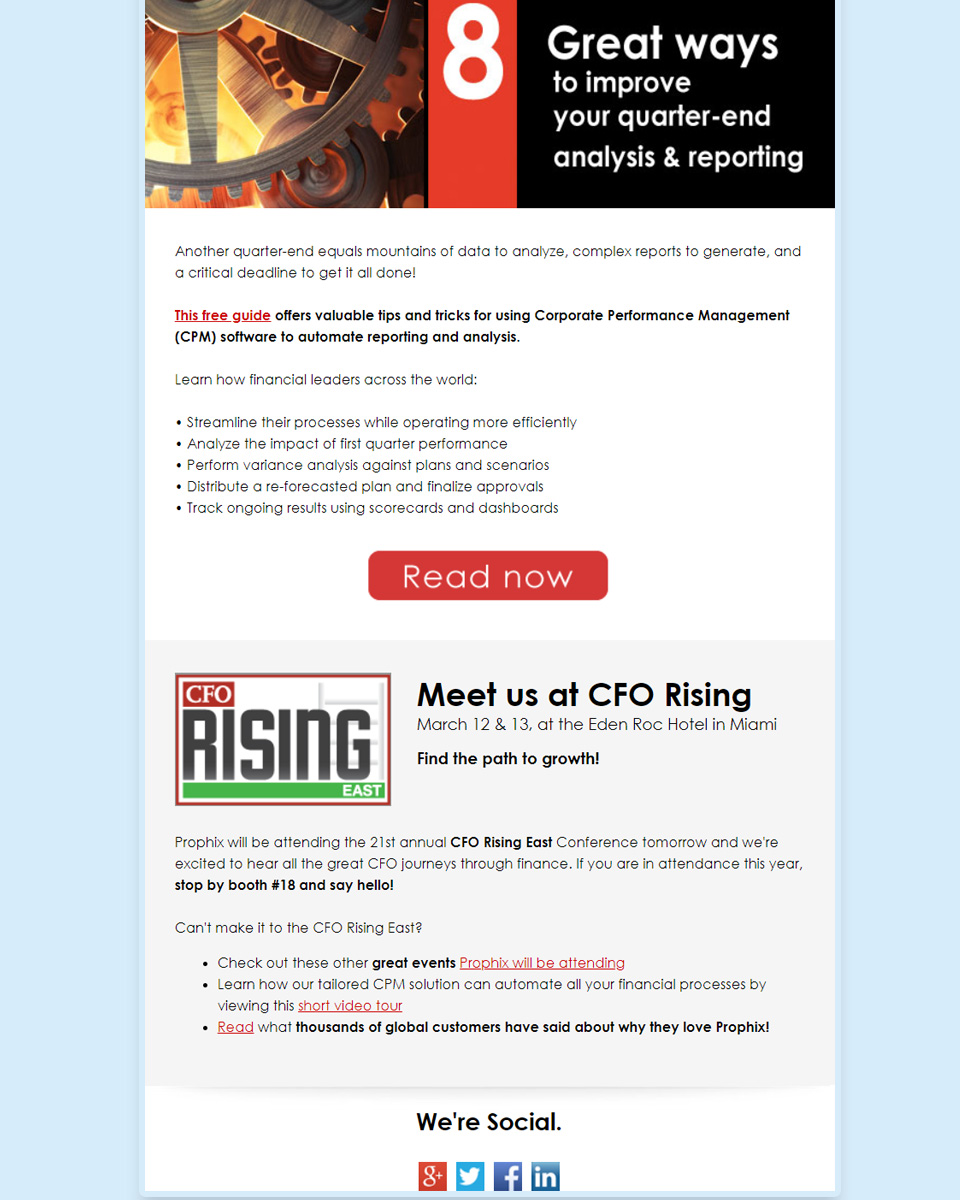 8
Great ways
to improve
your quarter-end
analysis & reporting
Another quarter-end equals mountains of data to analyze, complex reports to generate, and
a critical deadline to get it all done!
This free guide offers valuable tips and tricks for using Corporate Performance Management
(CPM) software to automate reporting and analysis.
Learn how financial leaders across the world:
• Streamline their processes while operating more efficiently
• Analyze the impact of first quarter performance
• Perform variance analysis against plans and scenarios
• Distribute a re-forecasted plan and finalize approvals
• Track ongoing results using scorecards and dashboards
Read now
CFO
RISING
EAST
Meet us at CFO Rising
March 12 & 13, at the Eden Roc Hotel in Miami
Find the path to growth!
Prophix will be attending the 21st annual CFO Rising East Conference tomorrow and we're
excited to hear all the great CFO journeys through finance. If you are in attendance this year,
stop by booth #18 and say hello!
Can't make it to the CFO Rising East?
• Check out these other great events Prophix will be attending
• Learn how our tailored CPM solution can automate all your financial processes by
viewing this short video tour
• Read what thousands of global customers have said about why they love Prophix!
We're Social.
g+ f in